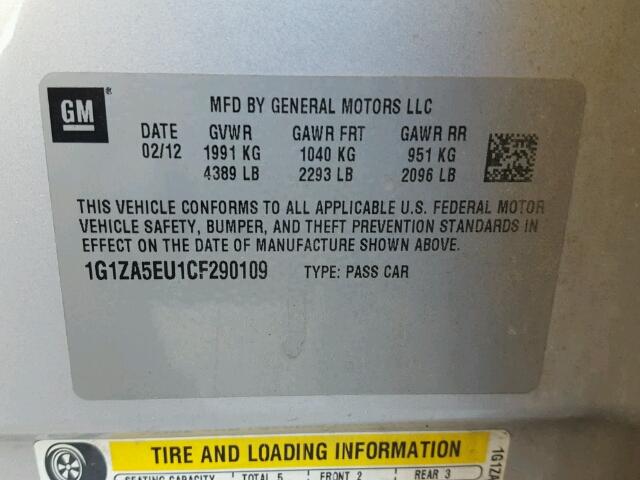 GM
MFD BY GENERAL MOTORS LLC
DATE GVWR GAWR FRT GAWR RR
02/12 1991 KG 1040 KG 951 KG
4389 LB 2293 LB 2096 LB
THIS VEHICLE CONFORMS TO ALL APPLICABLE U.S. FEDERAL MOTOR
VEHICLE SAFETY, BUMPER, AND THEFT PREVENTION STANDARDS IN
EFFECT ON THE DATE OF MANUFACTURE SHOWN ABOVE.
1G1ZA5EU1CF290109 TYPE: PASS CAR
TIRE AND LOADING INFORMATION
SEATING CAPACITY TOTAL 5 FRONT 2 REAR 3
1G1ZA